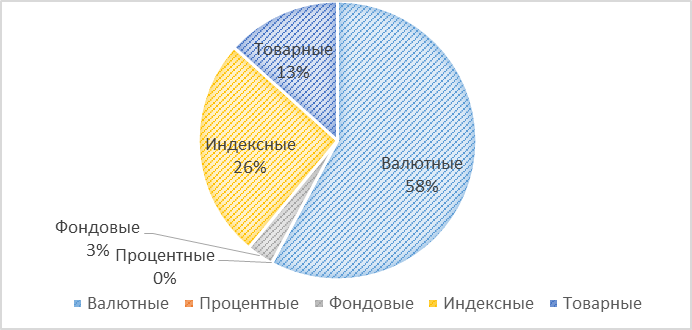 Товарные
13%
Индексные
26%
Валютные
58%
Фондовые
3%
Процентные
0%
Валютные Процентные Фондовые Индексные Товарные